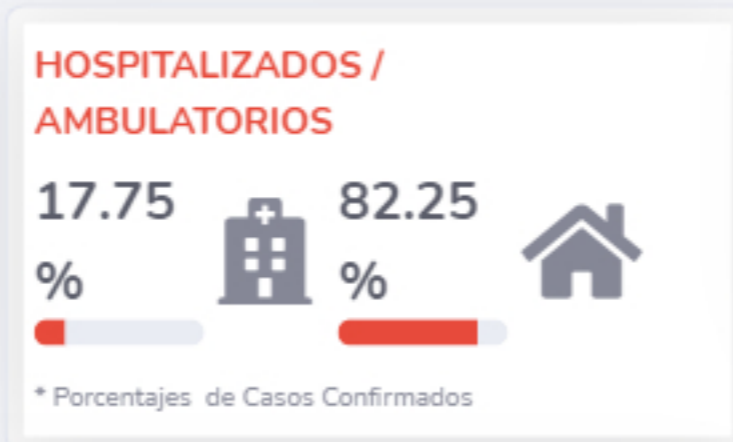 HOSPITALIZADOS /
AMBULATORIOS
17.75
%
82.25
%
* Porcentajes de Casos Confirmados